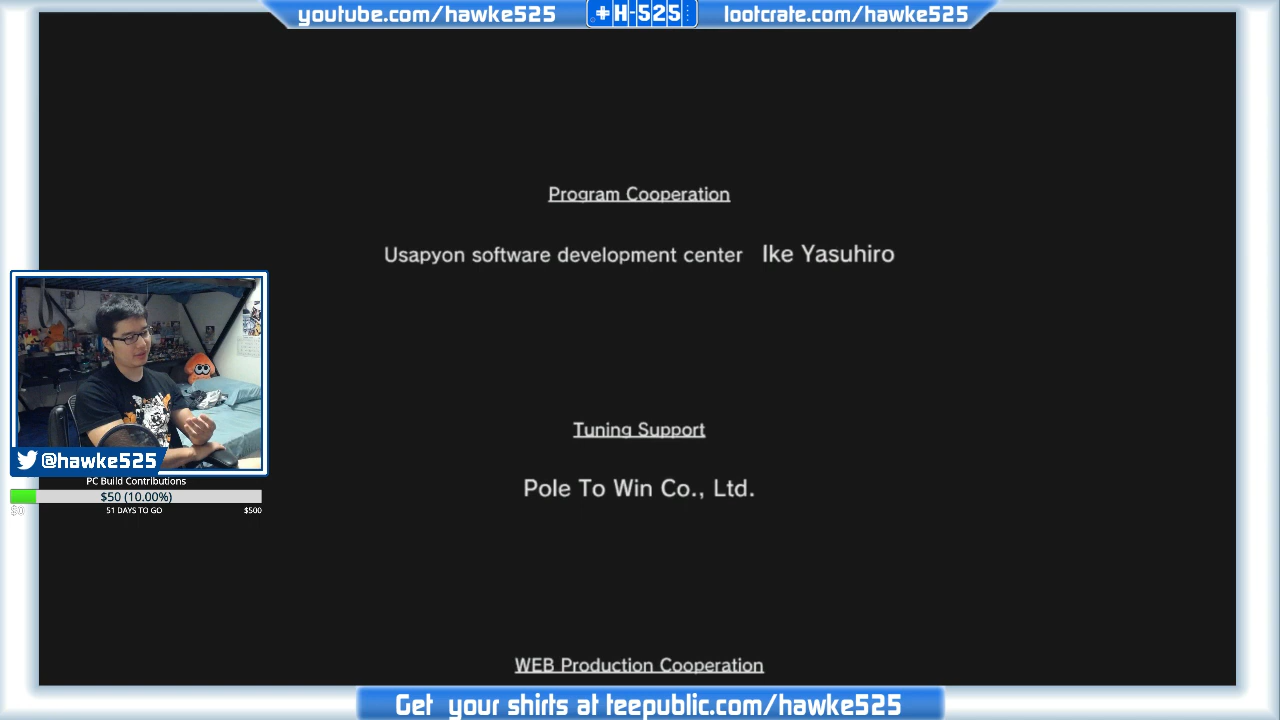 youtube.com/hawke525
+H-525
lootcrate.com/hawke525
Program Cooperation
Usapyon software development center Ike Yasuhiro
Tuning Support
Pole To Win Co., Ltd.
WEB Production Cooperation
@hawke525
PC Build Contributions
$50 (10.00%)
$0
51 DAYS TO GO
$500
Get your shirts at teepublic.com/hawke525